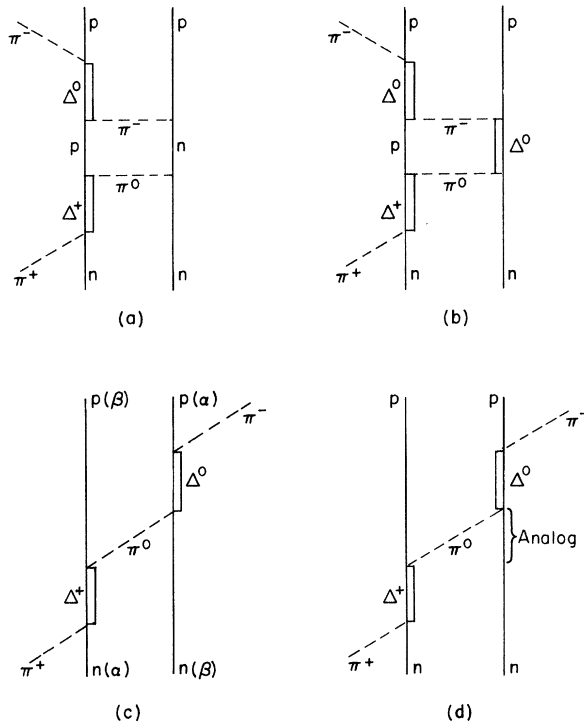 p p
π⁻
Δ⁰
π⁻
p n
π⁰
Δ⁺
π⁺ n n
(a)
p p
π⁻
Δ⁰
π⁻
p Δ⁰
π⁰
Δ⁺
π⁺ n n
(b)
p(β) p(α)
π⁻
Δ⁰
π⁰
Δ⁺
π⁺ n(α) n(β)
(c)
p p
π⁻
Δ⁰
Analog
π⁰
Δ⁺
π⁺ n n
(d)